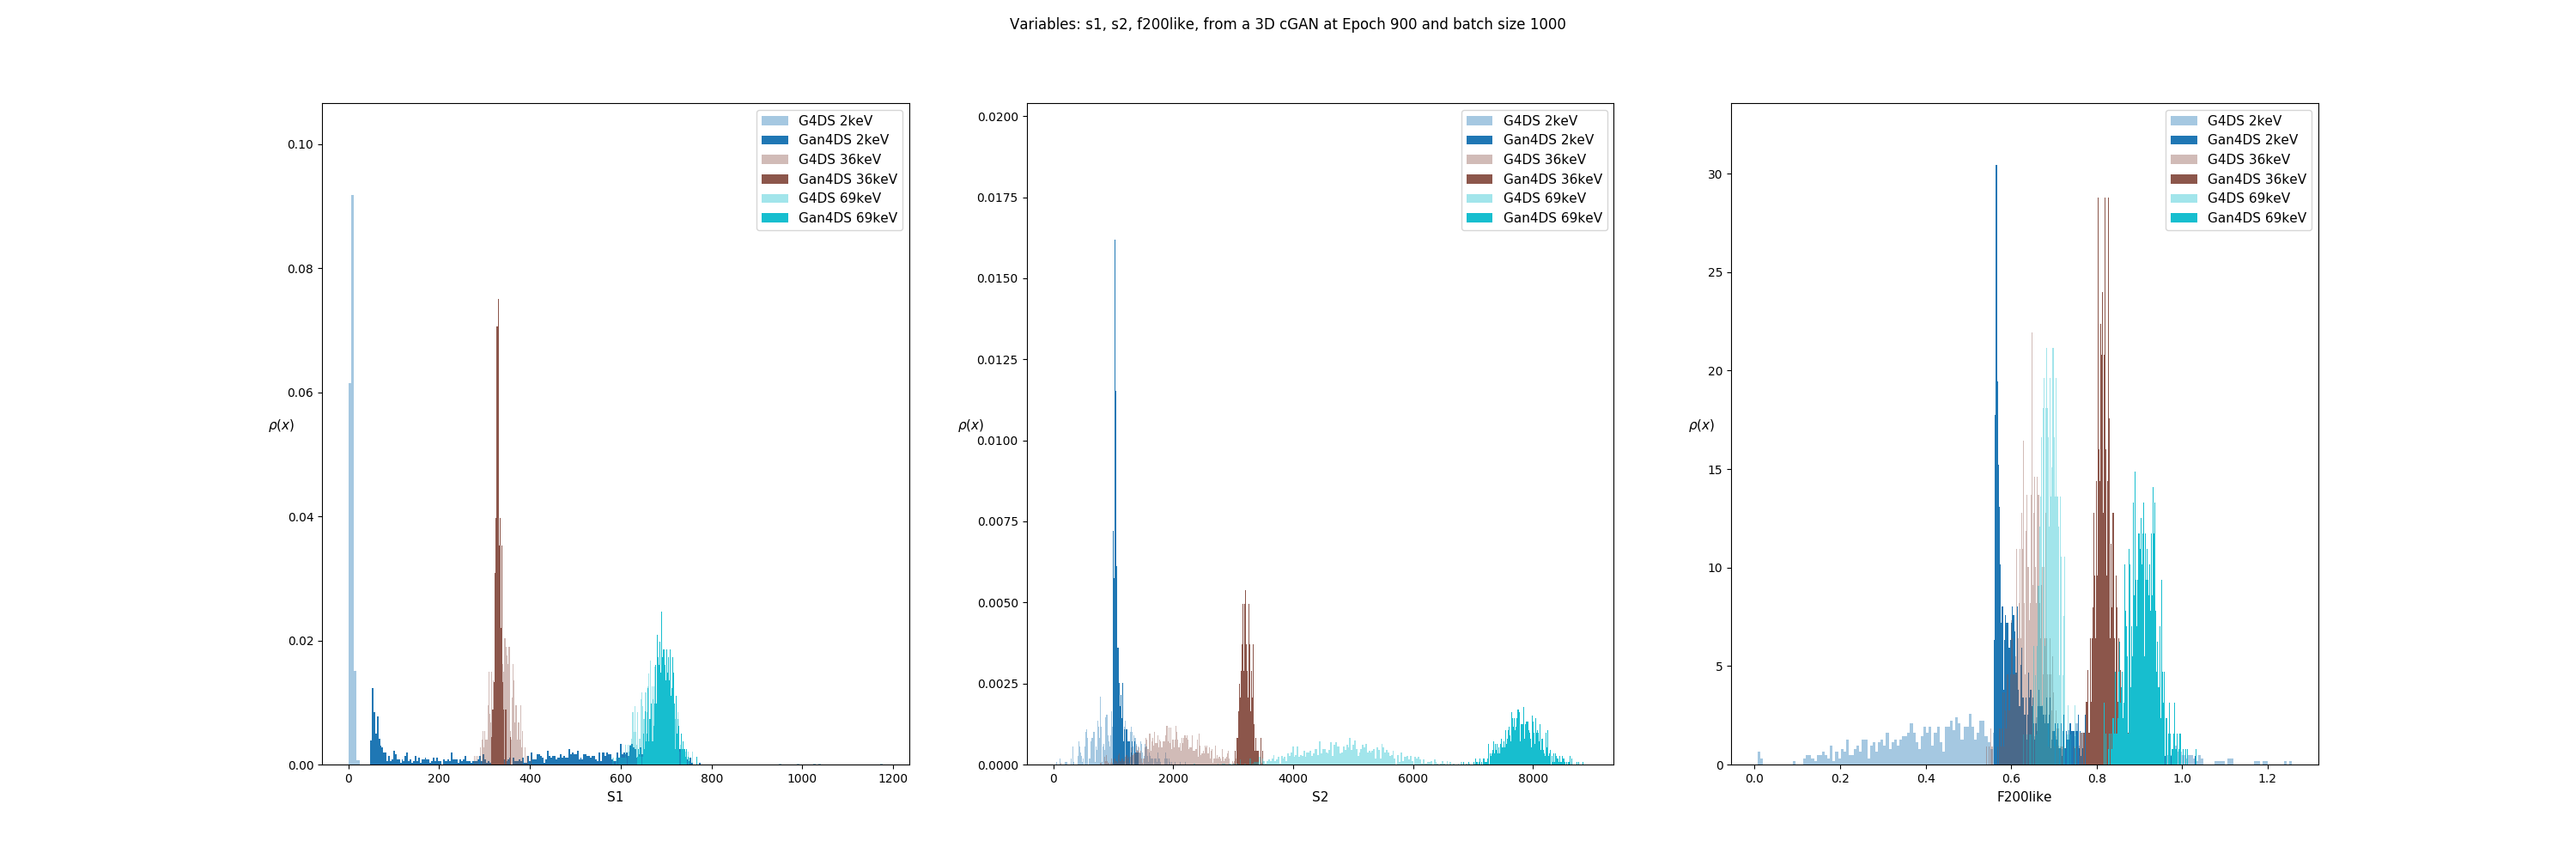 Variables: s1, s2, f200like, from a 3D cGAN at Epoch 900 and batch size 1000
0.10
0.08
0.06
0.04
0.02
0.00
ρ(x)
0 200 400 600 800 1000 1200
S1
G4DS 2keV
Gan4DS 2keV
G4DS 36keV
Gan4DS 36keV
G4DS 69keV
Gan4DS 69keV
0.0200
0.0175
0.0150
0.0125
0.0100
0.0075
0.0050
0.0025
0.0000
ρ(x)
0 2000 4000 6000 8000
S2
G4DS 2keV
Gan4DS 2keV
G4DS 36keV
Gan4DS 36keV
G4DS 69keV
Gan4DS 69keV
30
25
20
15
10
5
0
ρ(x)
0.0 0.2 0.4 0.6 0.8 1.0 1.2
F200like
G4DS 2keV
Gan4DS 2keV
G4DS 36keV
Gan4DS 36keV
G4DS 69keV
Gan4DS 69keV